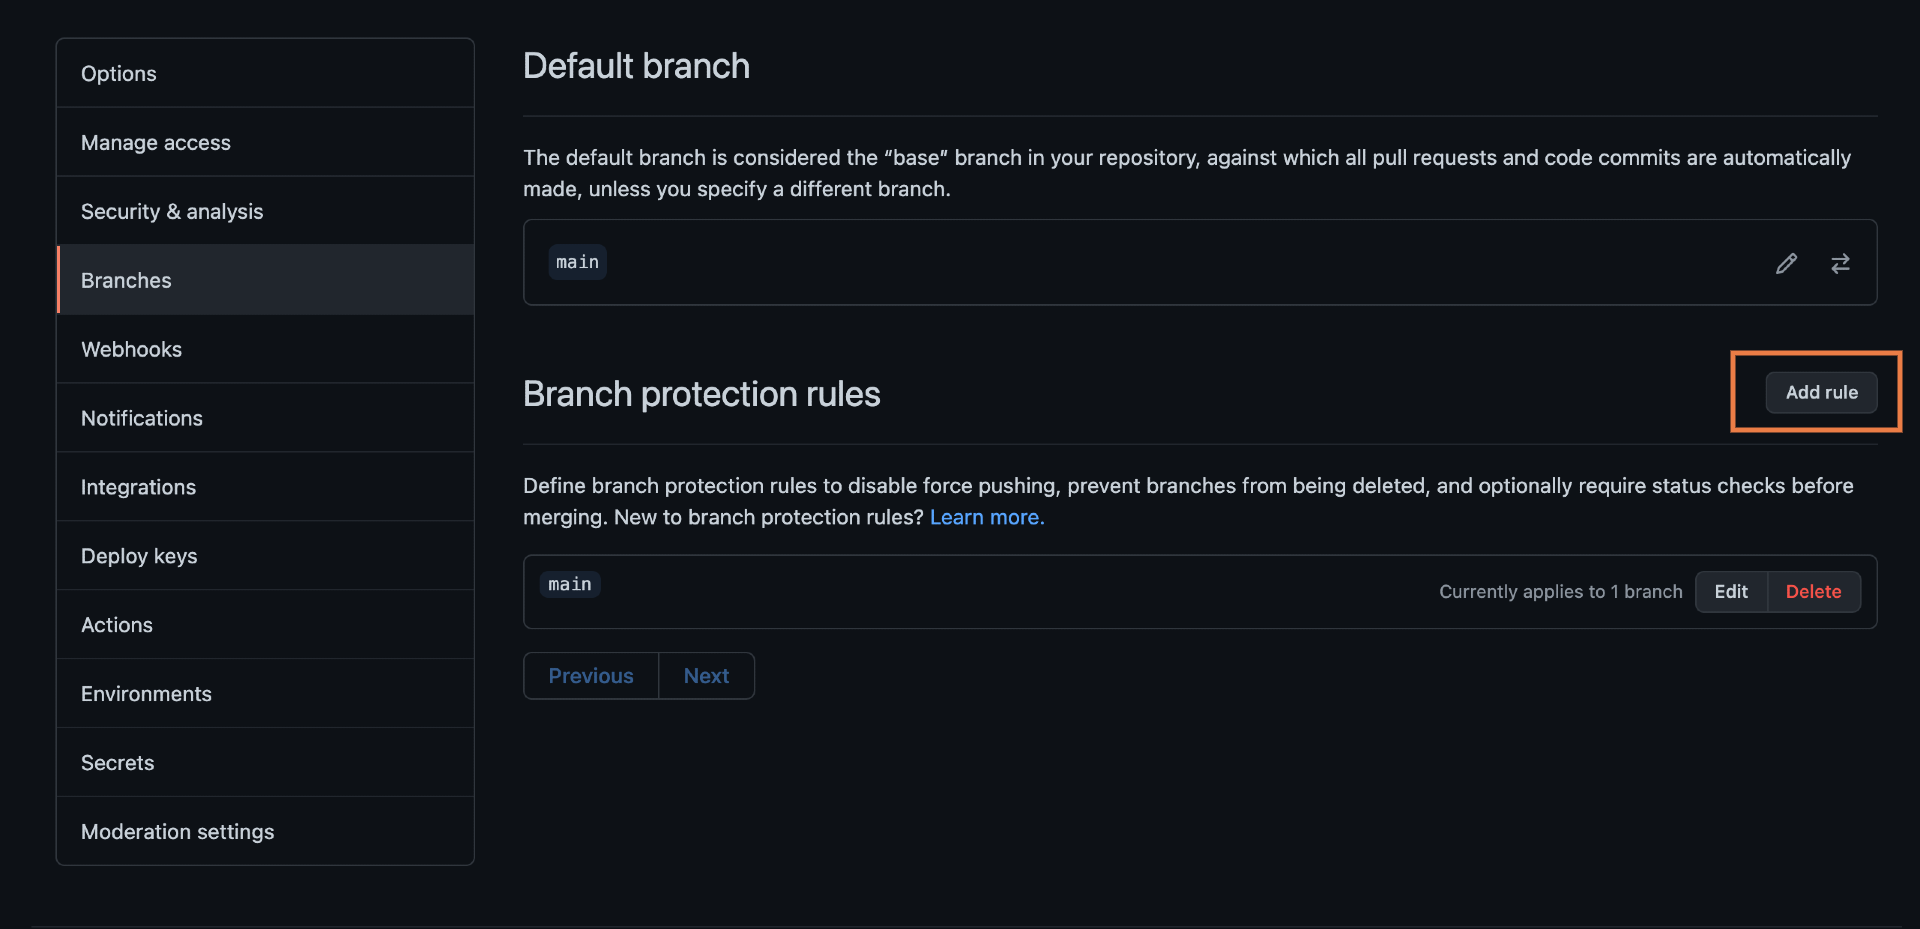 Options
Manage access
Security & analysis
Branches
Webhooks
Notifications
Integrations
Deploy keys
Actions
Environments
Secrets
Moderation settings
Default branch
The default branch is considered the “base” branch in your repository, against which all pull requests and code commits are automatically
made, unless you specify a different branch.
main
Branch protection rules
Add rule
Define branch protection rules to disable force pushing, prevent branches from being deleted, and optionally require status checks before
merging. New to branch protection rules? Learn more.
main
Currently applies to 1 branch
Edit
Delete
Previous
Next